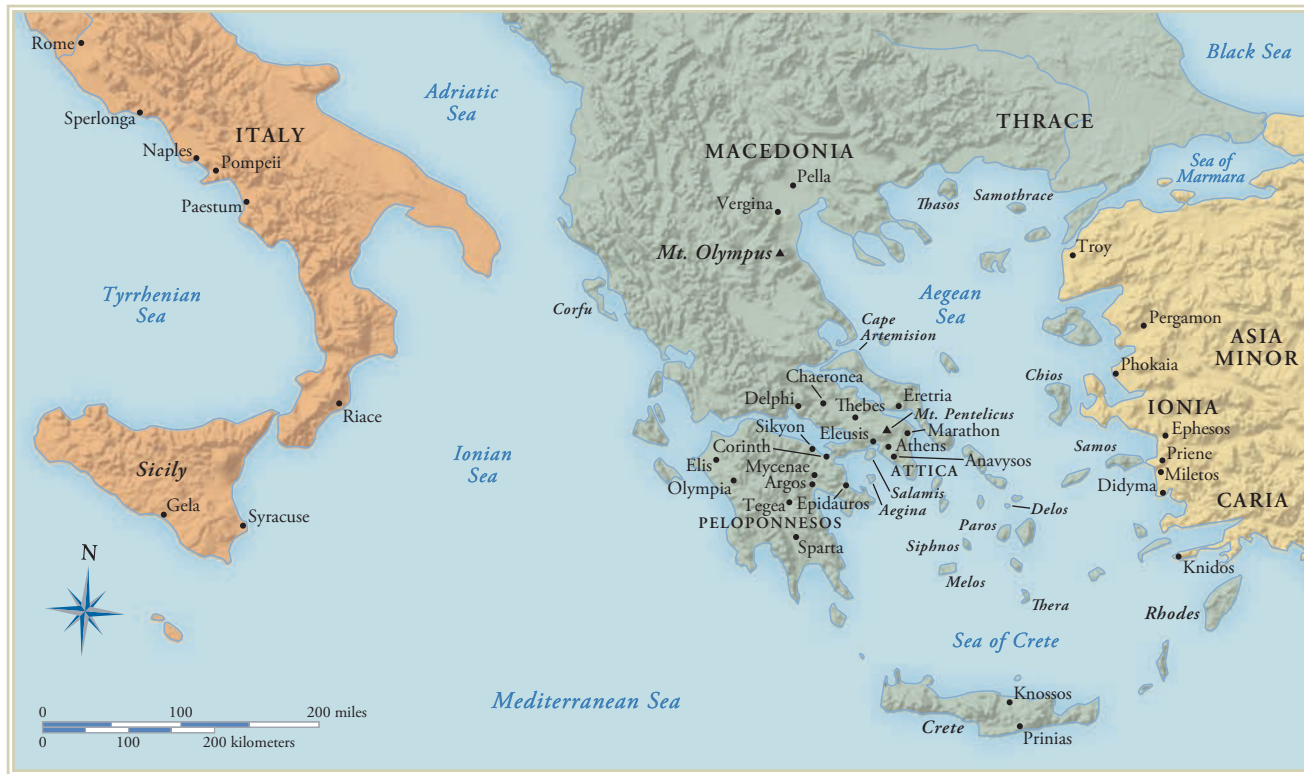 Rome
Sperlonga
ITALY
Naples
Pompeii
Paestum
Adriatic
Sea
Tyrrhenian
Sea
Riace
Sicily
Gela
Syracuse
Ionian
Sea
Corfu
Black Sea
THRACE
MACEDONIA
Pella
Vergina
Mt. Olympus
Thasos
Samothrace
Sea of
Marmara
Troy
Aegean
Sea
Cape
Artemision
Pergamon
ASIA
MINOR
Phokaia
Chios
IONIA
Ephesos
Samos
Priene
Miletos
Didyma
CARIA
Knidos
Rhodes
Chaeronea
Delphi
Thebes
Eretria
Mt. Pentelicus
Marathon
Sikyon
Eleusis
Athens
Corinth
ATTICA
Anavysos
Elis
Mycenae
Olympia
Argos
Salamis
Tegea
Epidauros
Aegina
PELOPONNESOS
Sparta
Delos
Paros
Siphnos
Melos
Thera
Sea of Crete
Mediterranean Sea
Knossos
Crete
Prinias
N
0 100 200 miles
0 100 200 kilometers